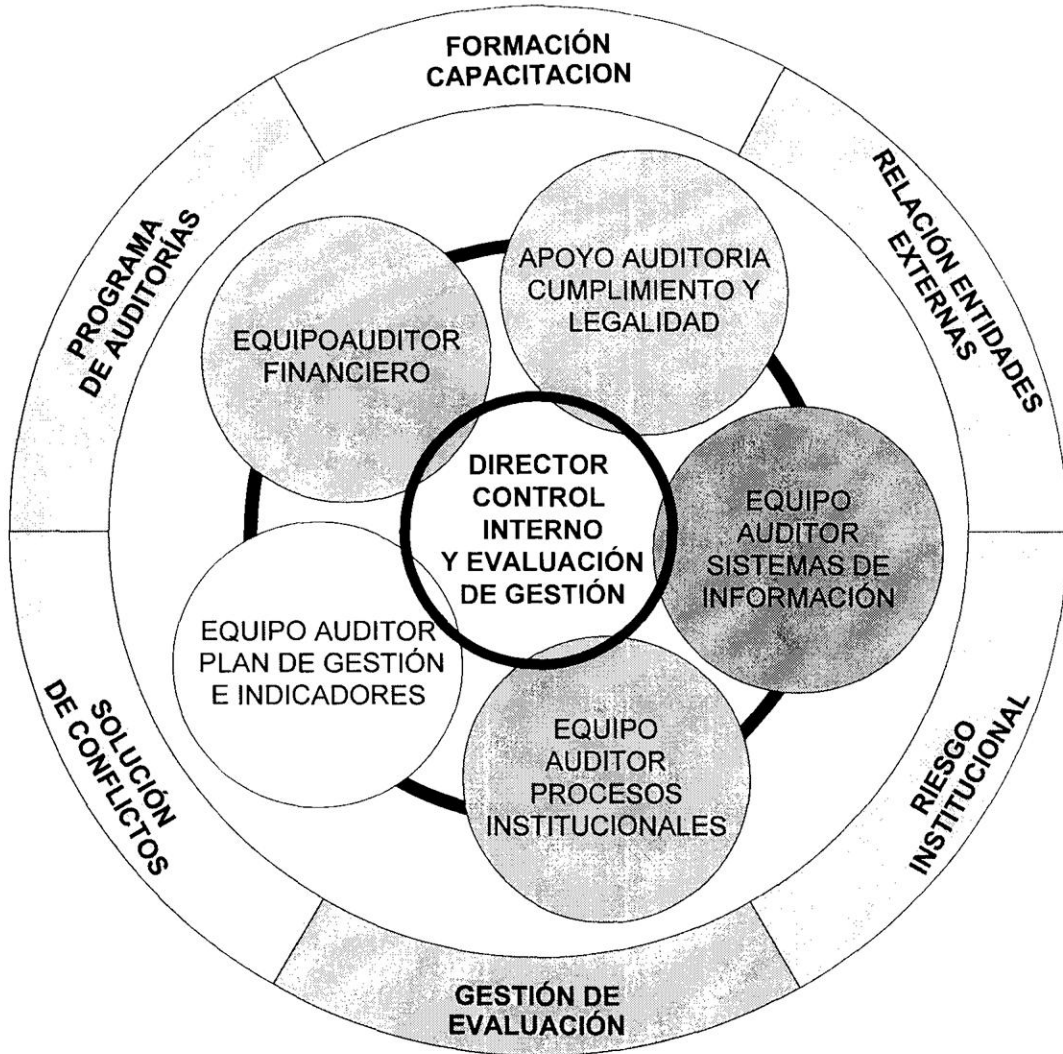 FORMACIÓN
CAPACITACION
RELACIÓN ENTIDADES
EXTERNAS
RIESGO
INSTITUCIONAL
GESTIÓN DE
EVALUACIÓN
SOLUCIÓN
DE CONFLICTOS
PROGRAMA
DE AUDITORÍAS
APOYO AUDITORIA
CUMPLIMIENTO Y
LEGALIDAD
EQUIPO
AUDITOR
SISTEMAS DE
INFORMACIÓN
EQUIPO
AUDITOR
PROCESOS
INSTITUCIONALES
EQUIPO AUDITOR
PLAN DE GESTIÓN
E INDICADORES
EQUIPOAUDITOR
FINANCIERO
DIRECTOR
CONTROL
INTERNO
Y EVALUACIÓN
DE GESTIÓN